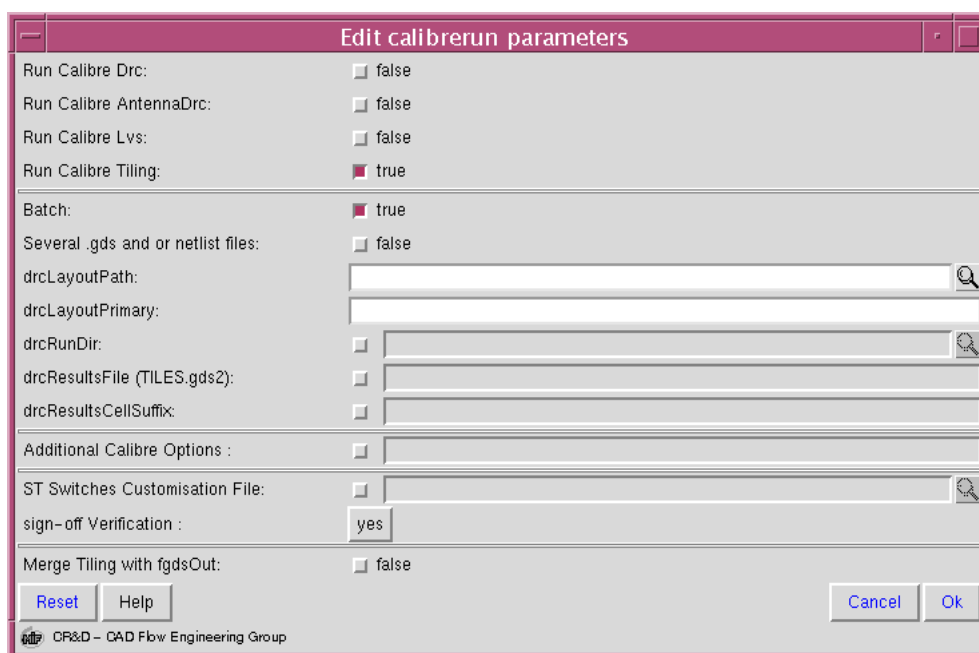 Edit calibrerun parameters
Run Calibre Drc: false
Run Calibre AntennaDrc: false
Run Calibre Lvs: false
Run Calibre Tiling: true
Batch: true
Several .gds and or netlist files: false
drcLayoutPath:
drcLayoutPrimary:
drcRunDir:
drcResultsFile (TILES.gds2):
drcResultsCellSuffix:
Additional Calibre Options :
ST Switches Customisation File:
sign-off Verification : yes
Merge Tiling with fgdsOut: false
Reset Help Cancel Ok
CR&D - CAD Flow Engineering Group